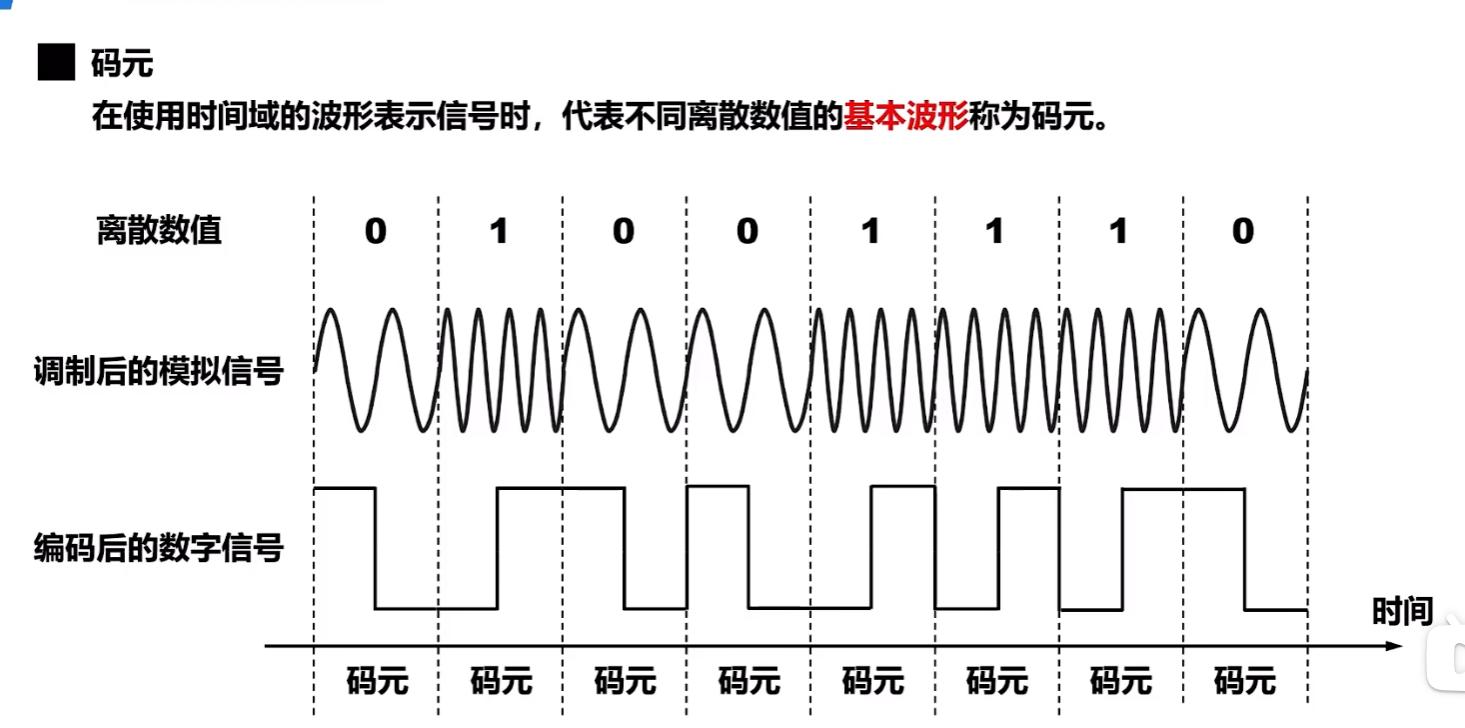 码元
在使用时间域的波形表示信号时，代表不同离散数值的基本波形称为码元。
离散数值 0 1 0 0 1 1 1 0
调制后的模拟信号
编码后的数字信号
时间
码元 码元 码元 码元 码元 码元 码元 码元